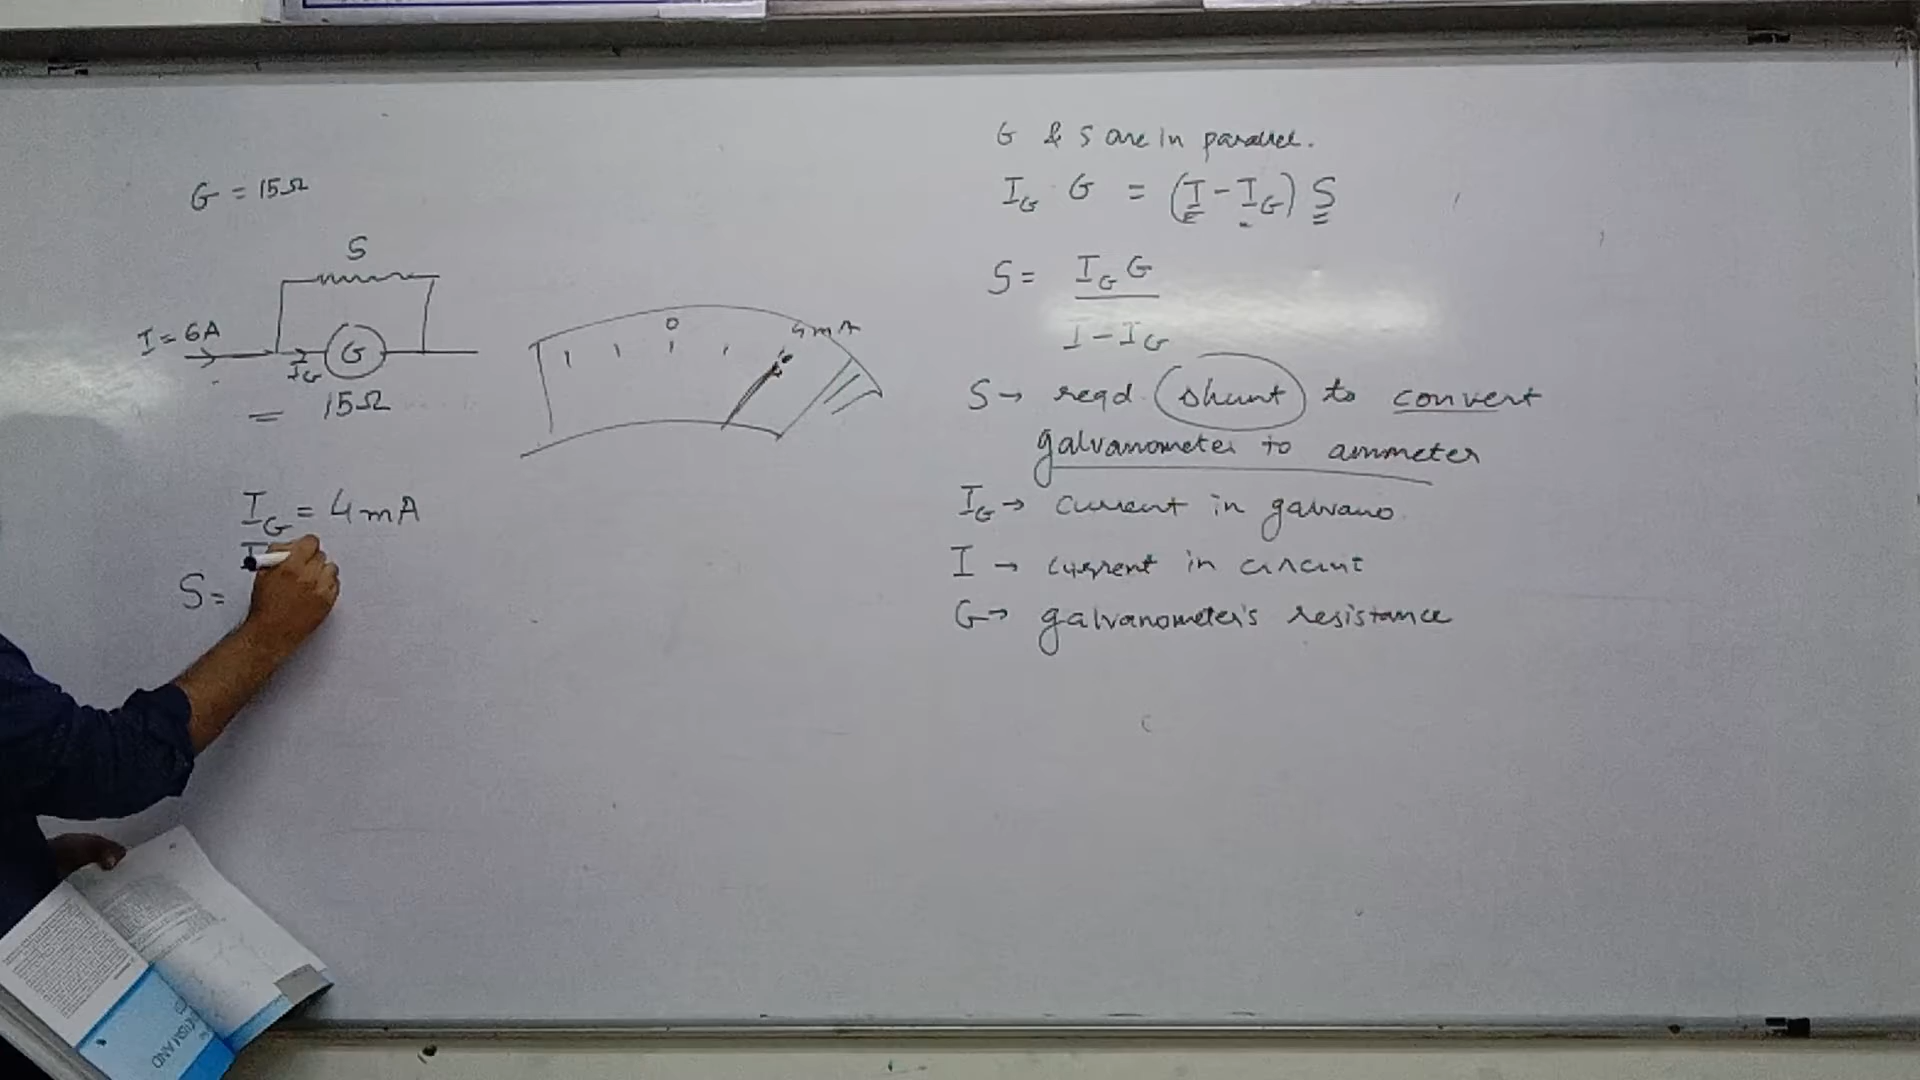 G = 15Ω
S
I = 6A
G
I_G
= 15Ω
0
4mA
I_G = 4mA
S =
G & S are in parallel.
I_G G = (I - I_G) S
S = I_G G
I - I_G
S → reqd shunt to convert
galvanometer to ammeter
I_G → current in galvano
I → current in circuit
G → galvanometer's resistance